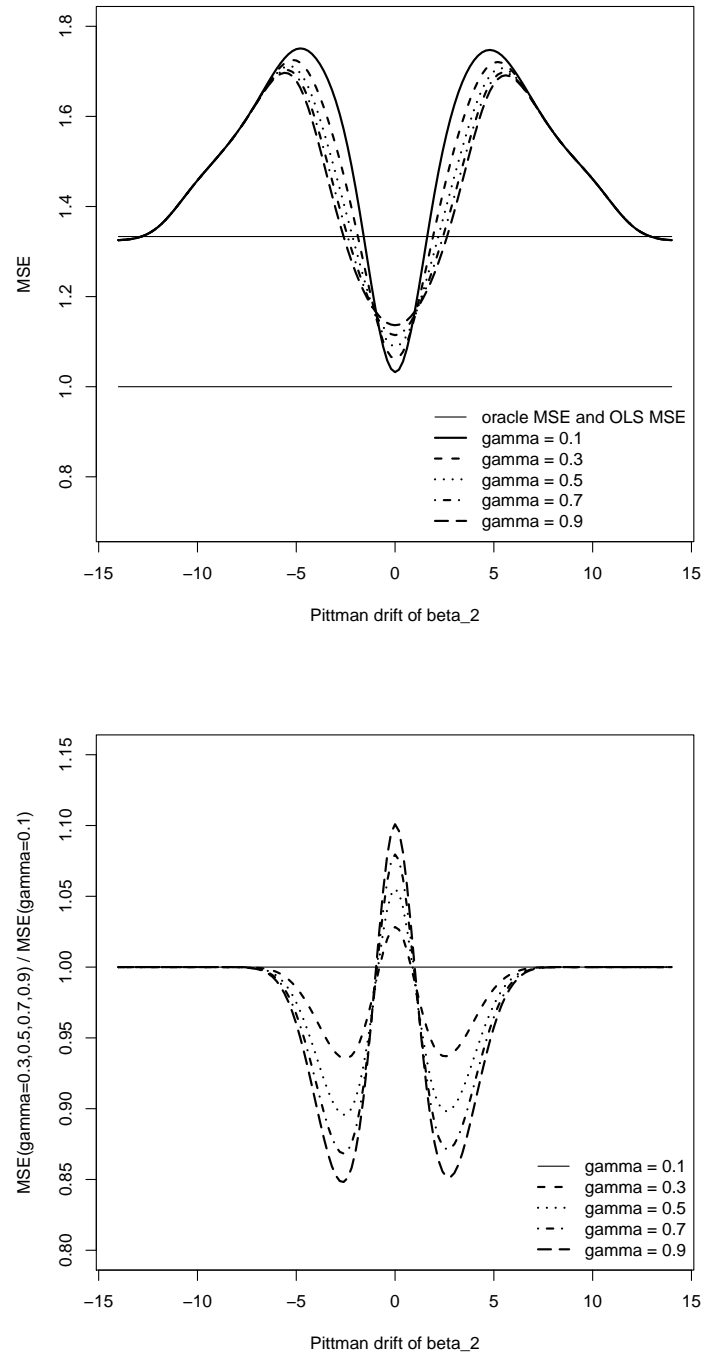 1.8
1.6
1.4
1.2
1.0
0.8
MSE
oracle MSE and OLS MSE
gamma = 0.1
gamma = 0.3
gamma = 0.5
gamma = 0.7
gamma = 0.9
−15 −10 −5 0 5 10 15
Pittman drift of beta_2
1.15
1.10
1.05
1.00
0.95
0.90
0.85
0.80
MSE(gamma=0.3,0.5,0.7,0.9) / MSE(gamma=0.1)
gamma = 0.1
gamma = 0.3
gamma = 0.5
gamma = 0.7
gamma = 0.9
−15 −10 −5 0 5 10 15
Pittman drift of beta_2